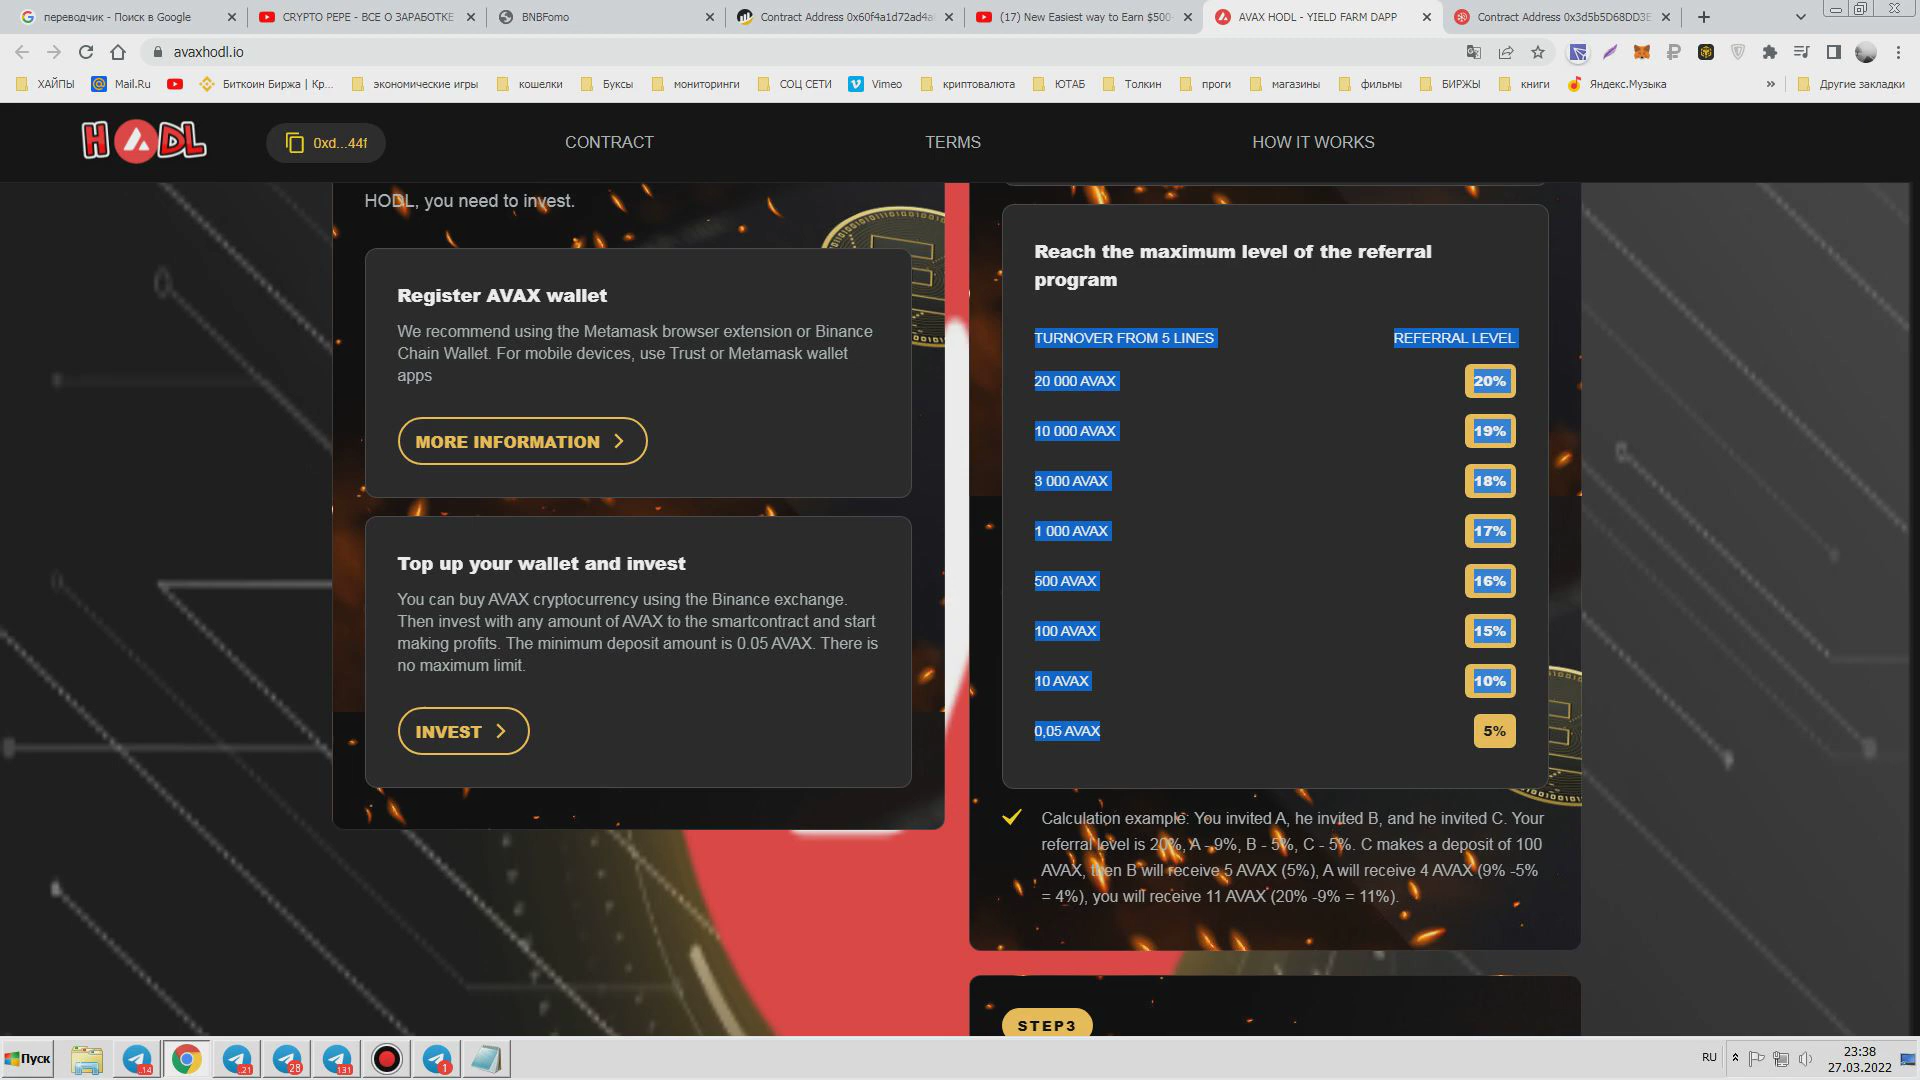 переводчик - Поиск в Google
CRYPTO PEPE - ВСЕ О ЗАРАБОТКЕ
BNBFomo
Contract Address 0x60f4a1d72ad4a
(17) New Easiest way to Earn $500
AVAX HODL - YIELD FARM DAPP
Contract Address 0x3d5b5D68DD3E
avaxhodl.io
ХАЙПЫ
Mail.Ru
Биткоин Биржа | Кр...
экономические игры
кошелки
Буксы
мониторинги
СОЦ СЕТИ
Vimeo
криптовалюта
ЮТАБ
Толкин
проги
магазины
фильмы
БИРЖЫ
книги
Яндекс.Музыка
»
Другие закладки
HODL
0xd...44f
CONTRACT
TERMS
HOW IT WORKS
HODL, you need to invest.
Register AVAX wallet
We recommend using the Metamask browser extension or Binance
Chain Wallet. For mobile devices, use Trust or Metamask wallet
apps
MORE INFORMATION
Top up your wallet and invest
You can buy AVAX cryptocurrency using the Binance exchange.
Then invest with any amount of AVAX to the smartcontract and start
making profits. The minimum deposit amount is 0.05 AVAX. There is
no maximum limit.
INVEST
Reach the maximum level of the referral
program
TURNOVER FROM 5 LINES REFERRAL LEVEL
20 000 AVAX 20%
10 000 AVAX 19%
3 000 AVAX 18%
1 000 AVAX 17%
500 AVAX 16%
100 AVAX 15%
10 AVAX 10%
0,05 AVAX 5%
Calculation example: You invited A, he invited B, and he invited C. Your
referral level is 20%, A - 9%, B - 5%, C - 5%. C makes a deposit of 100
AVAX, then B will receive 5 AVAX (5%), A will receive 4 AVAX (9% -5%
= 4%), you will receive 11 AVAX (20% -9% = 11%).
STEP3
Пуск
14
21
28
131
1
RU
23:38
27.03.2022